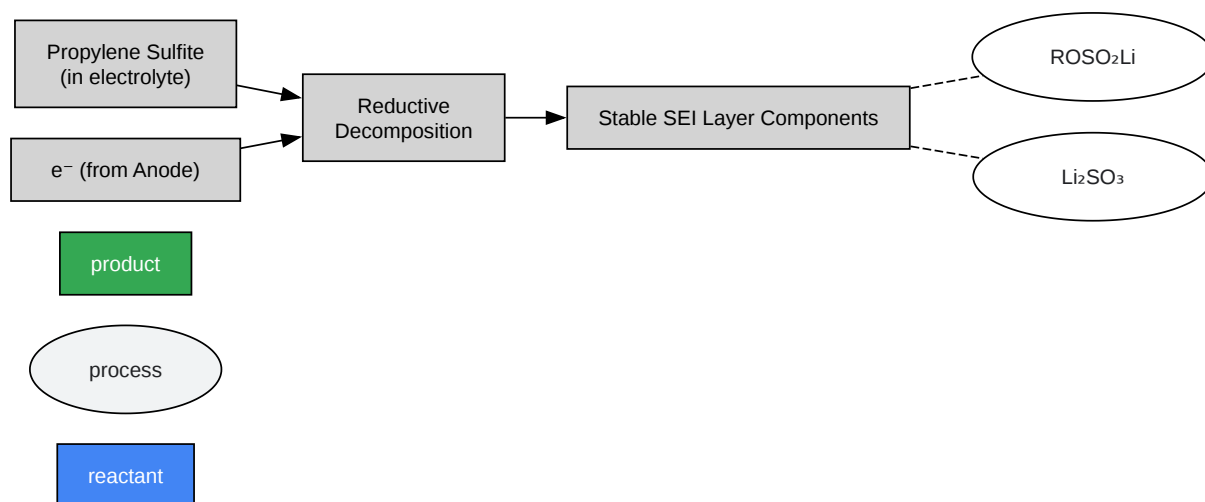 Propylene Sulfite
(in electrolyte)
e⁻ (from Anode)
Reductive
Decomposition
Stable SEI Layer Components
ROSO₂Li
Li₂SO₃
product
process
reactant